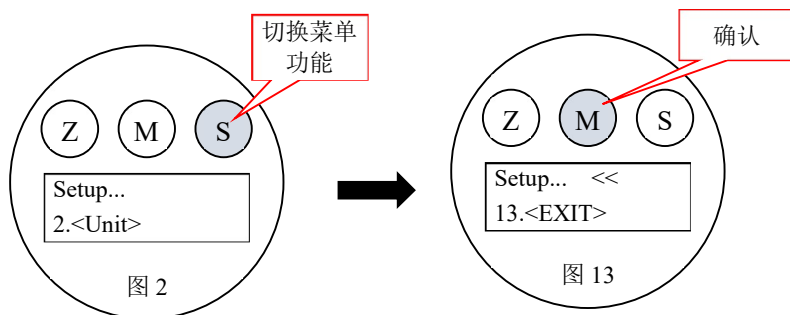 切换菜单
功能
Z M S
Setup...
2.<Unit>
图 2
确认
Z M S
Setup... <<
13.<EXIT>
图 13